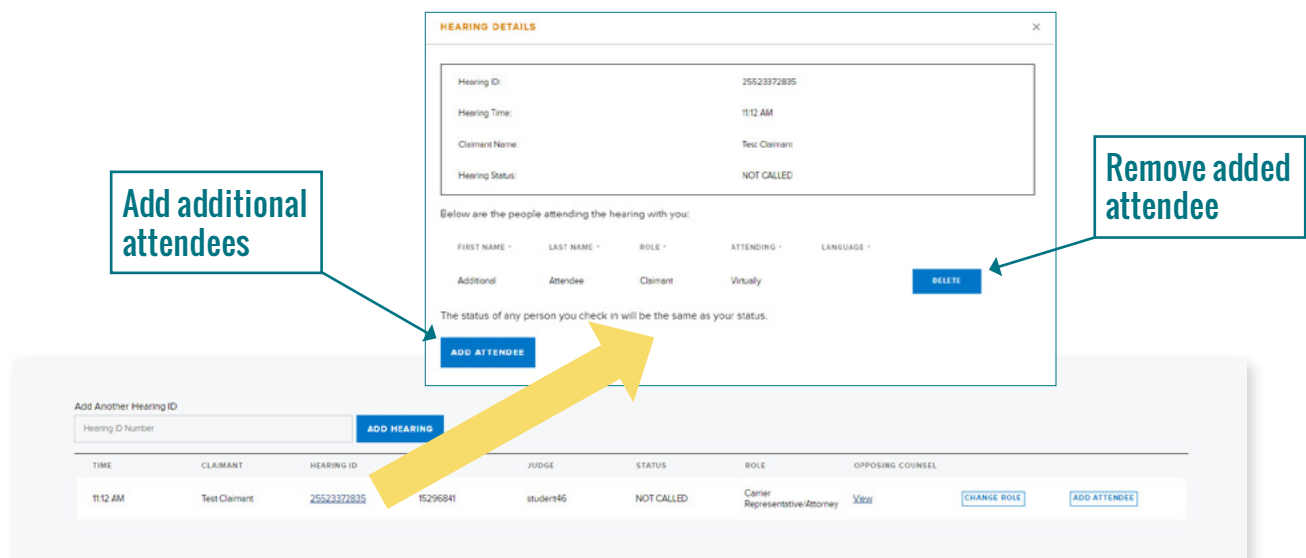 HEARING DETAILS ×
Hearing ID: 25523372835
Hearing Time: 11:12 AM
Claimant Name: Test Claimant
Hearing Status: NOT CALLED
Below are the people attending the hearing with you:
FIRST NAME * LAST NAME * ROLE * ATTENDING * LANGUAGE *
Additional Attendee Claimant Virtually DELETE
The status of any person you check in will be the same as your status.
ADD ATTENDEE
Add additional
attendees
Remove added
attendee
Add Another Hearing ID
Hearing ID Number ADD HEARING
TIME CLAIMANT HEARING ID JUDGE STATUS ROLE OPPOSING COUNSEL
11:12 AM Test Claimant 25523372835 15296841 student46 NOT CALLED Carrier
Representative/Attorney View CHANGE ROLE ADD ATTENDEE